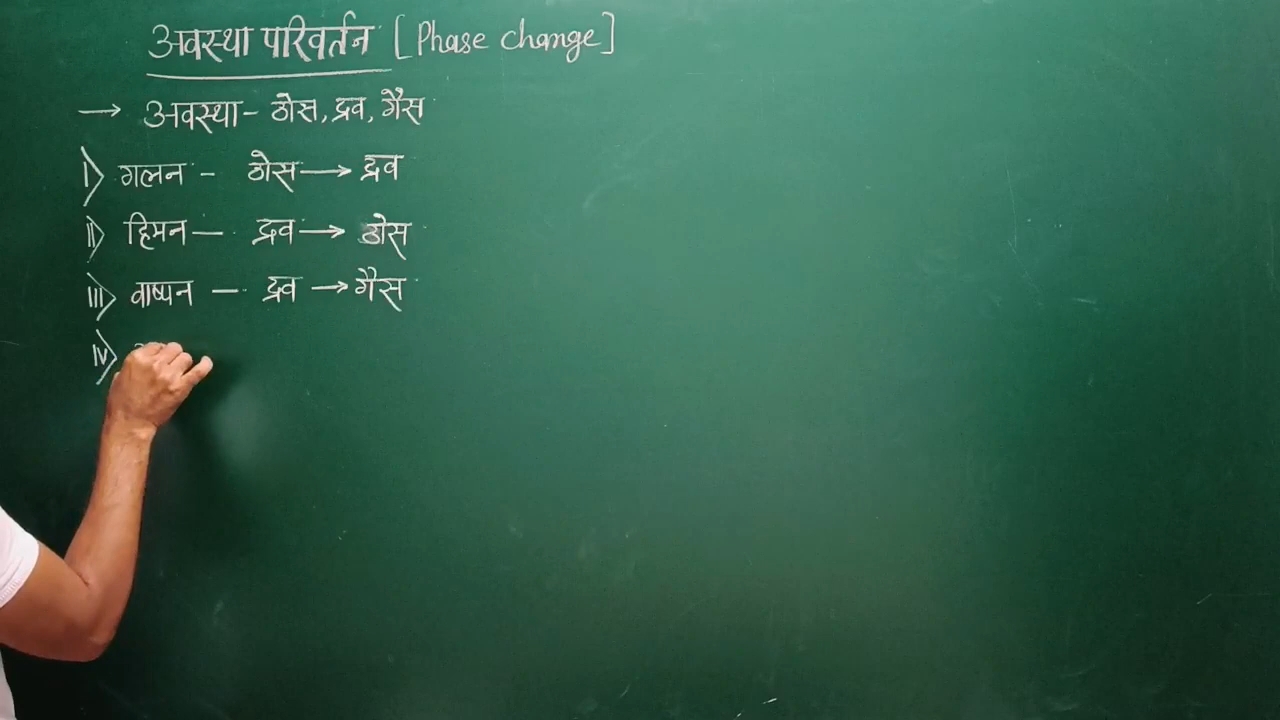 अवस्था परिवर्तन [Phase change]
→ अवस्था - ठोस, द्रव, गैस
i) गलन - ठोस → द्रव
ii) हिमन — द्रव → ठोस
iii) वाष्पन — द्रव → गैस
iv)